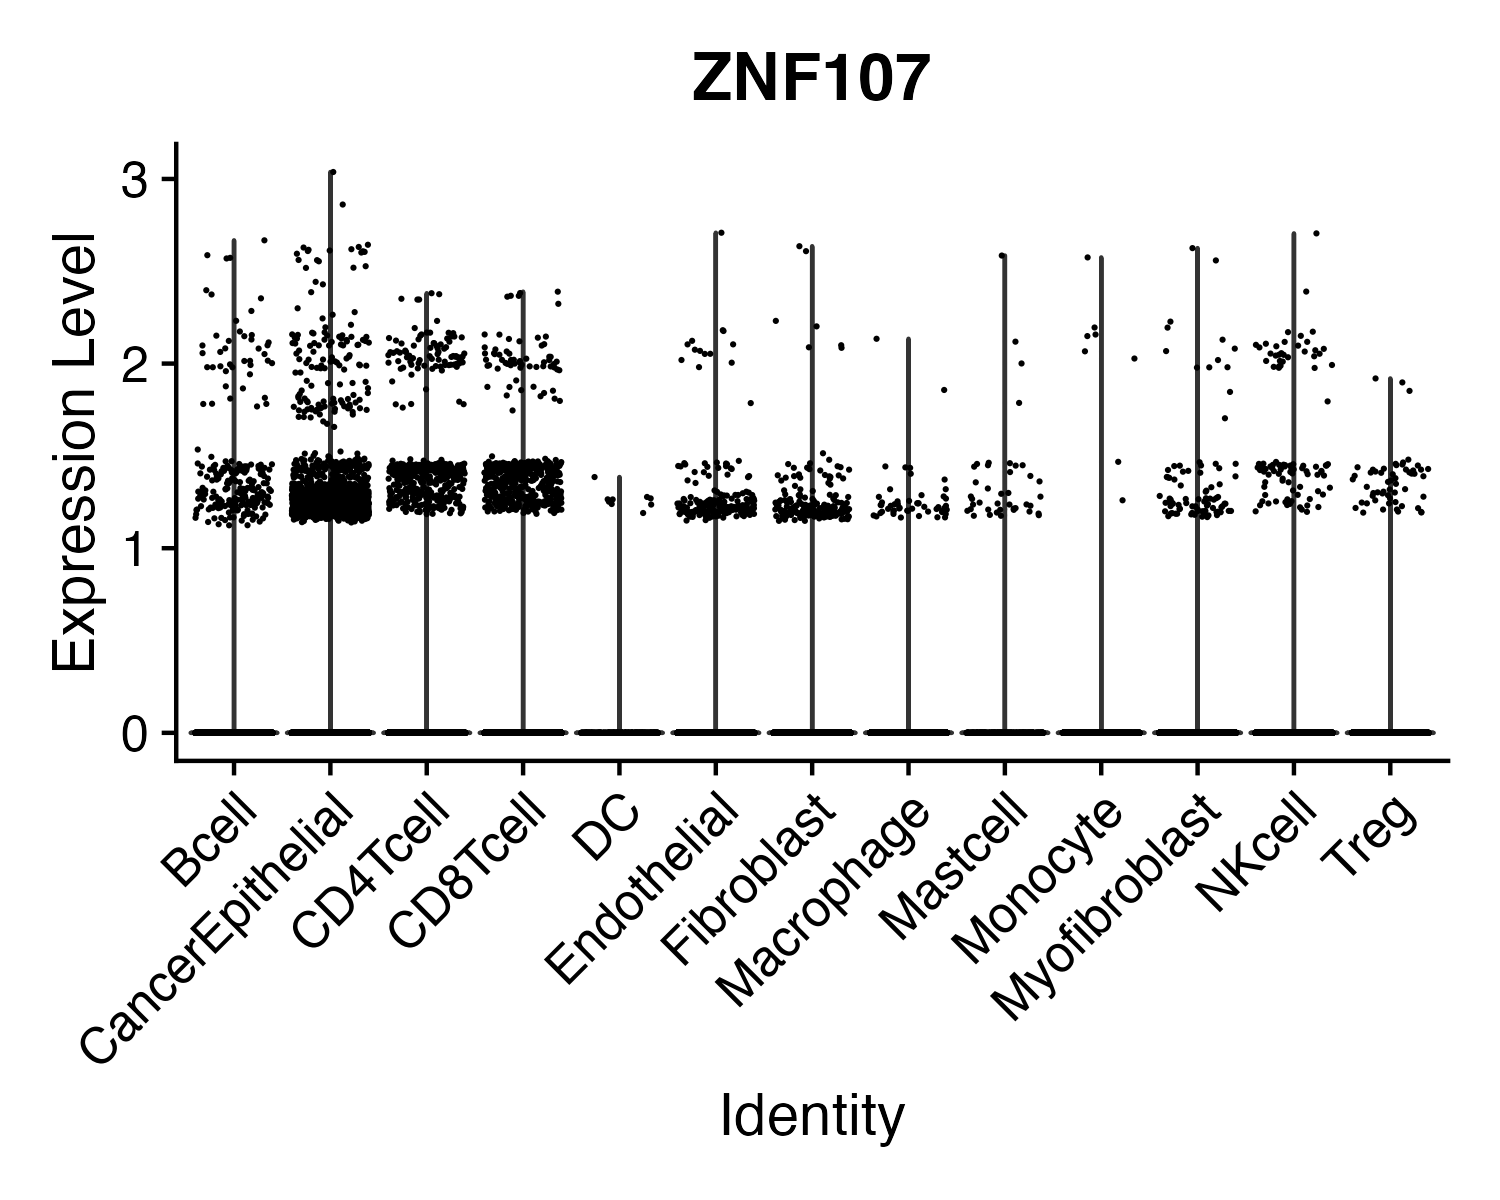 ZNF107
Expression Level
3
2
1
0
Bcell
CancerEpithelial
CD4Tcell
CD8Tcell
DC
Endothelial
Fibroblast
Macrophage
Mastcell
Monocyte
Myofibroblast
NKcell
Treg
Identity